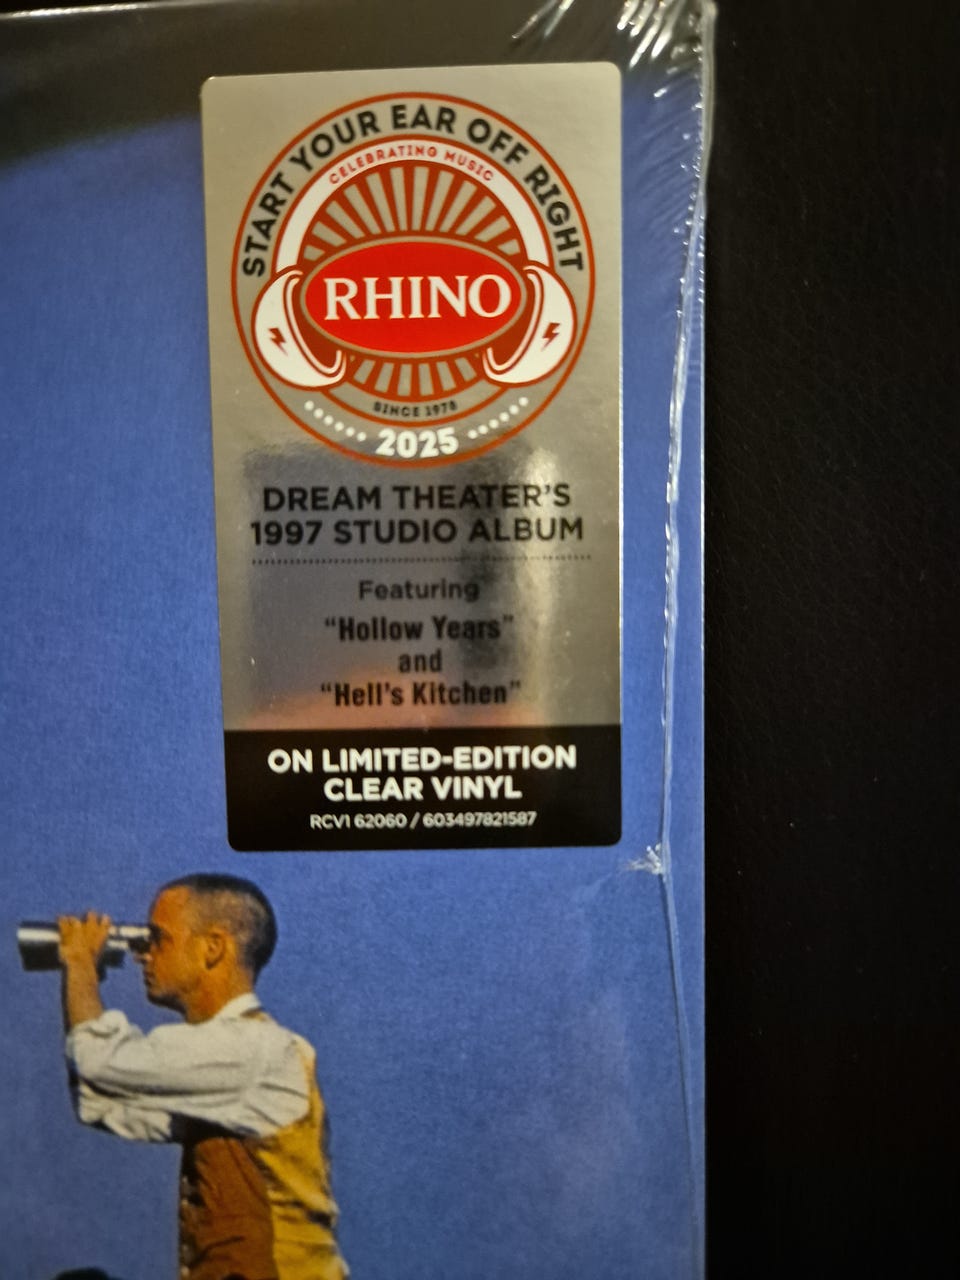 START YOUR EAR OFF RIGHT
CELEBRATING MUSIC
RHINO
SINCE 1978
2025
DREAM THEATER'S
1997 STUDIO ALBUM
Featuring
"Hollow Years"
and
"Hell's Kitchen"
ON LIMITED-EDITION
CLEAR VINYL
RCV1 62060 / 603497821587